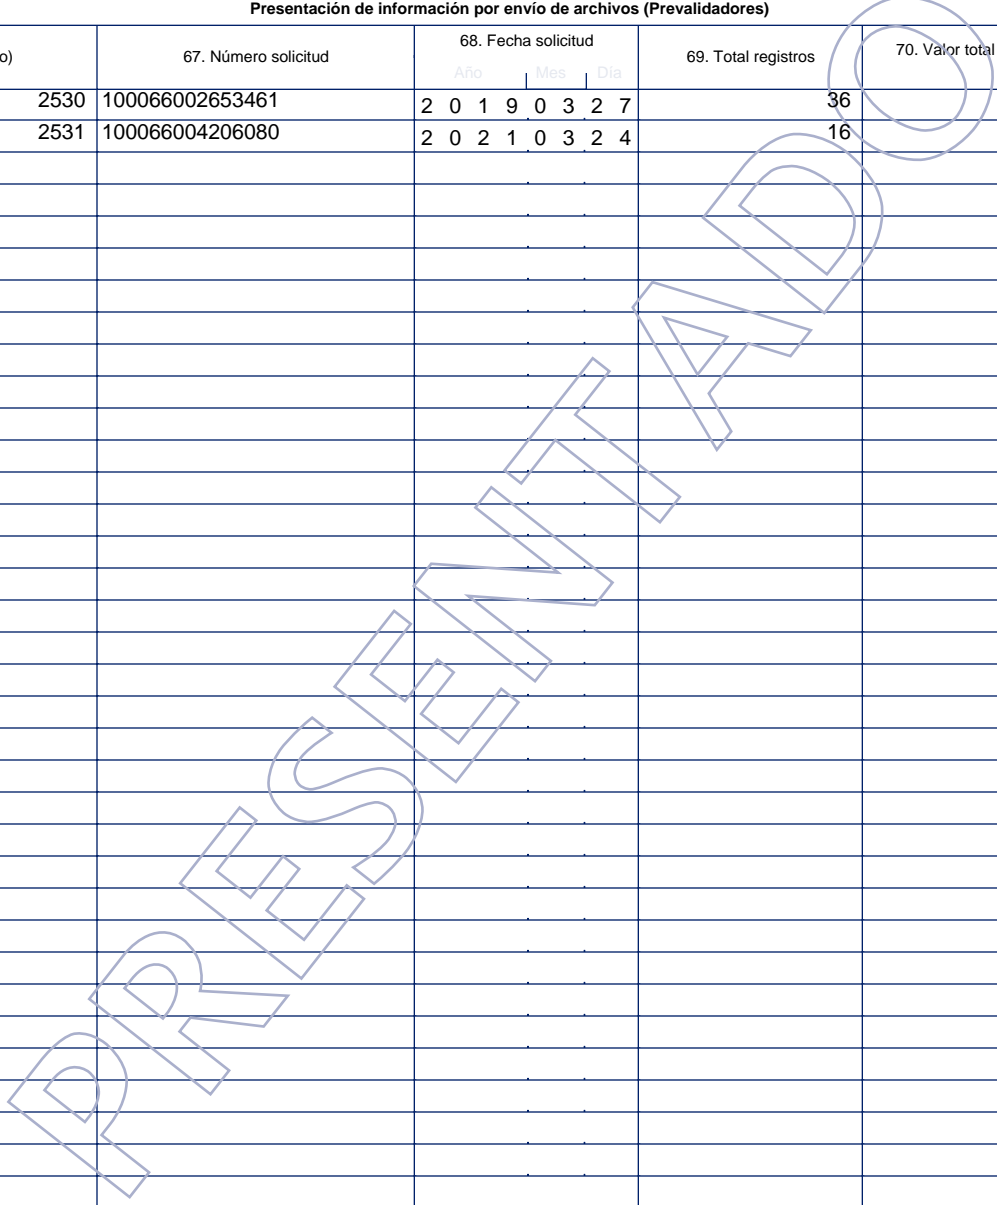 Presentación de información por envío de archivos (Prevalidadores)
o) 67. Número solicitud 68. Fecha solicitud 69. Total registros 70. Valor total
Año Mes Día
2530 100066002653461 2 0 1 9 0 3 2 7 36
2531 100066004206080 2 0 2 1 0 3 2 4 16
PRESENTADO